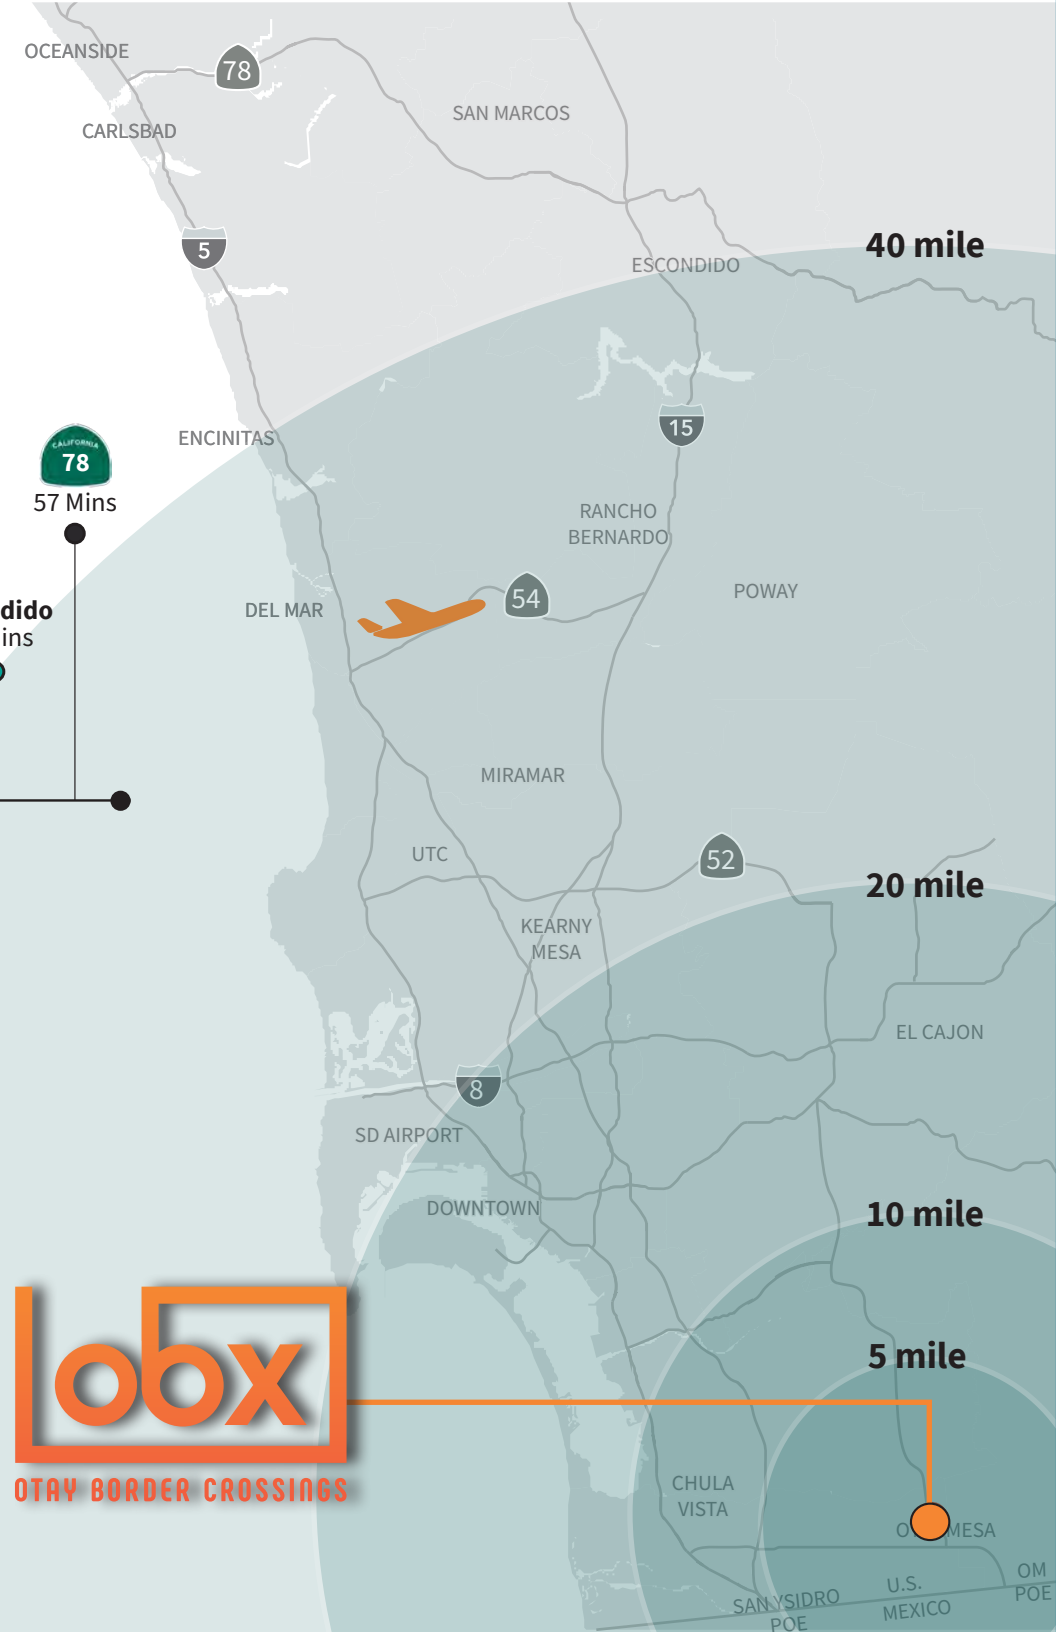 OCEANSIDE
78
SAN MARCOS
CARLSBAD
5
40 mile
ESCONDIDO
15
ENCINITAS
CALIFORNIA
78
57 Mins
RANCHO
BERNARDO
POWAY
54
dido
ins
DEL MAR
MIRAMAR
UTC
52
20 mile
KEARNY
MESA
EL CAJON
8
SD AIRPORT
DOWNTOWN
10 mile
5 mile
obx
OTAY BORDER CROSSINGS
CHULA
VISTA
MESA
SAN YSIDRO
POE
U.S.
MEXICO
OM
POE